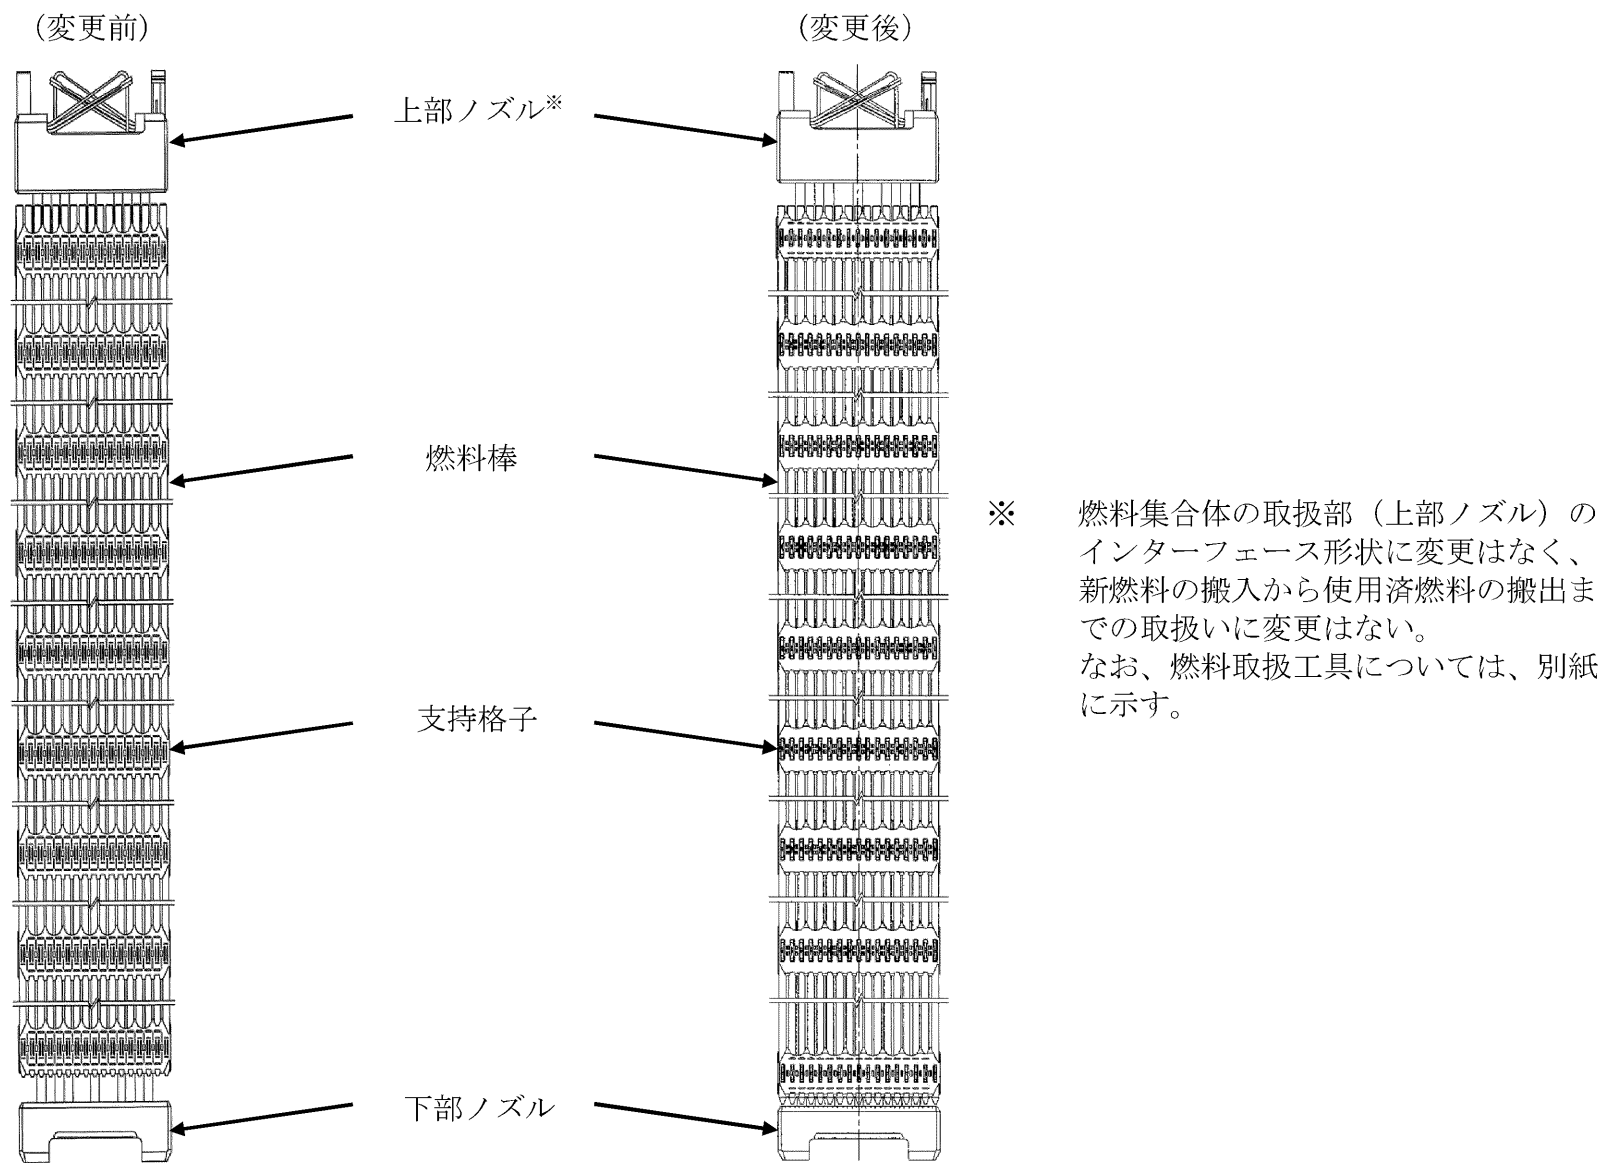 （変更前）
（変更後）
上部ノズル※
燃料棒
支持格子
下部ノズル
※ 燃料集合体の取扱部（上部ノズル）の
インターフェース形状に変更はなく、
新燃料の搬入から使用済燃料の搬出ま
での取扱いに変更はない。
なお、燃料取扱工具については、別紙
に示す。